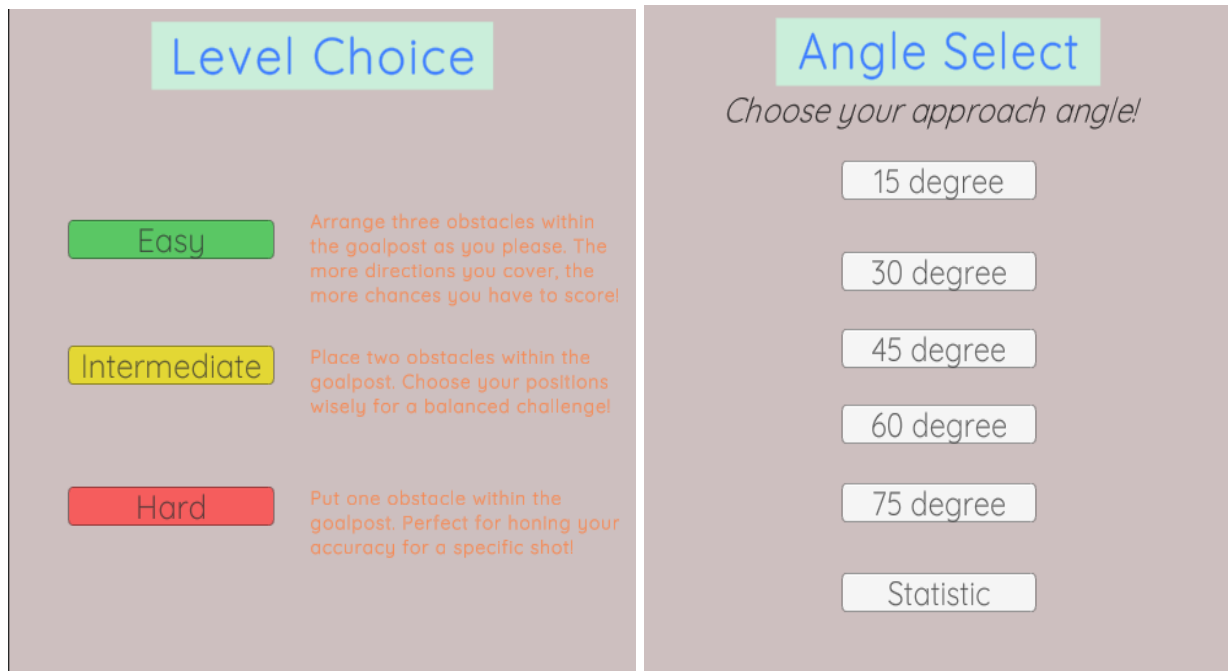 Level Choice
Easy
Arrange three obstacles within
the goalpost as you please. The
more directions you cover, the
more chances you have to score!
Intermediate
Place two obstacles within the
goalpost. Choose your positions
wisely for a balanced challenge!
Hard
Put one obstacle within the
goalpost. Perfect for honing your
accuracy for a specific shot!
Angle Select
Choose your approach angle!
15 degree
30 degree
45 degree
60 degree
75 degree
Statistic